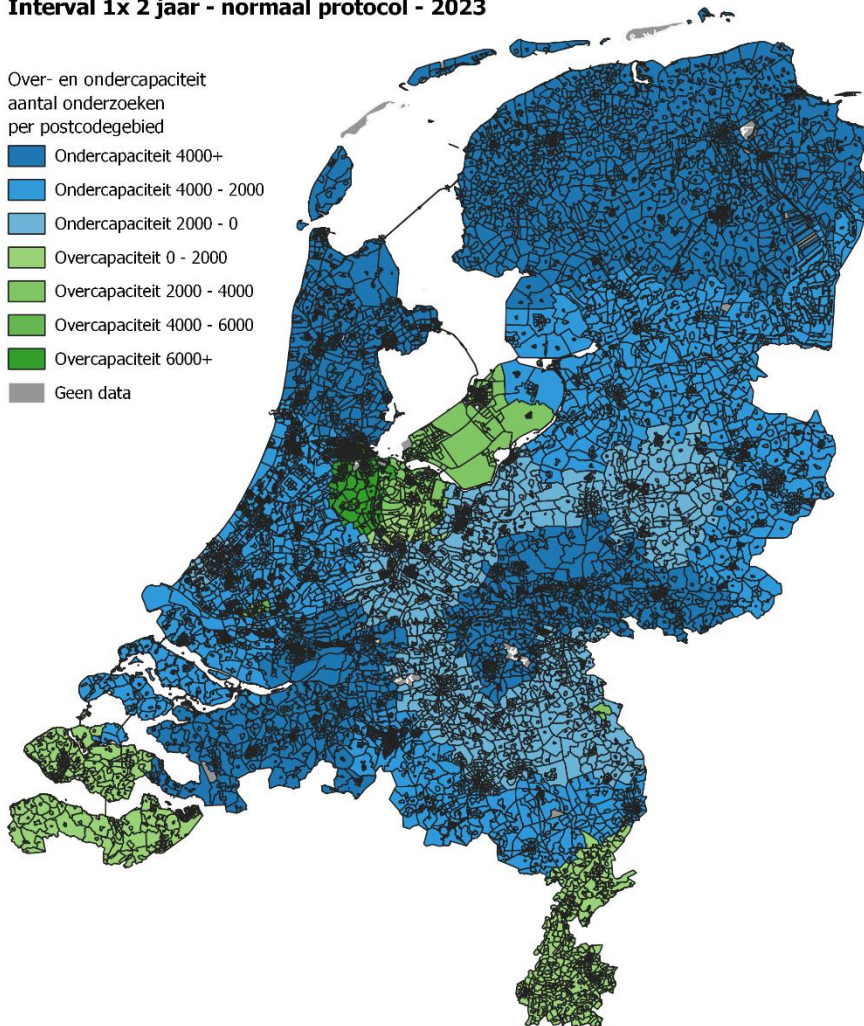 Interval 1x 2 jaar - normaal protocol - 2023
Over- en ondercapaciteit
aantal onderzoeken
per postcodegebied
Ondercapaciteit 4000+
Ondercapaciteit 4000 - 2000
Ondercapaciteit 2000 - 0
Overcapaciteit 0 - 2000
Overcapaciteit 2000 - 4000
Overcapaciteit 4000 - 6000
Overcapaciteit 6000+
Geen data